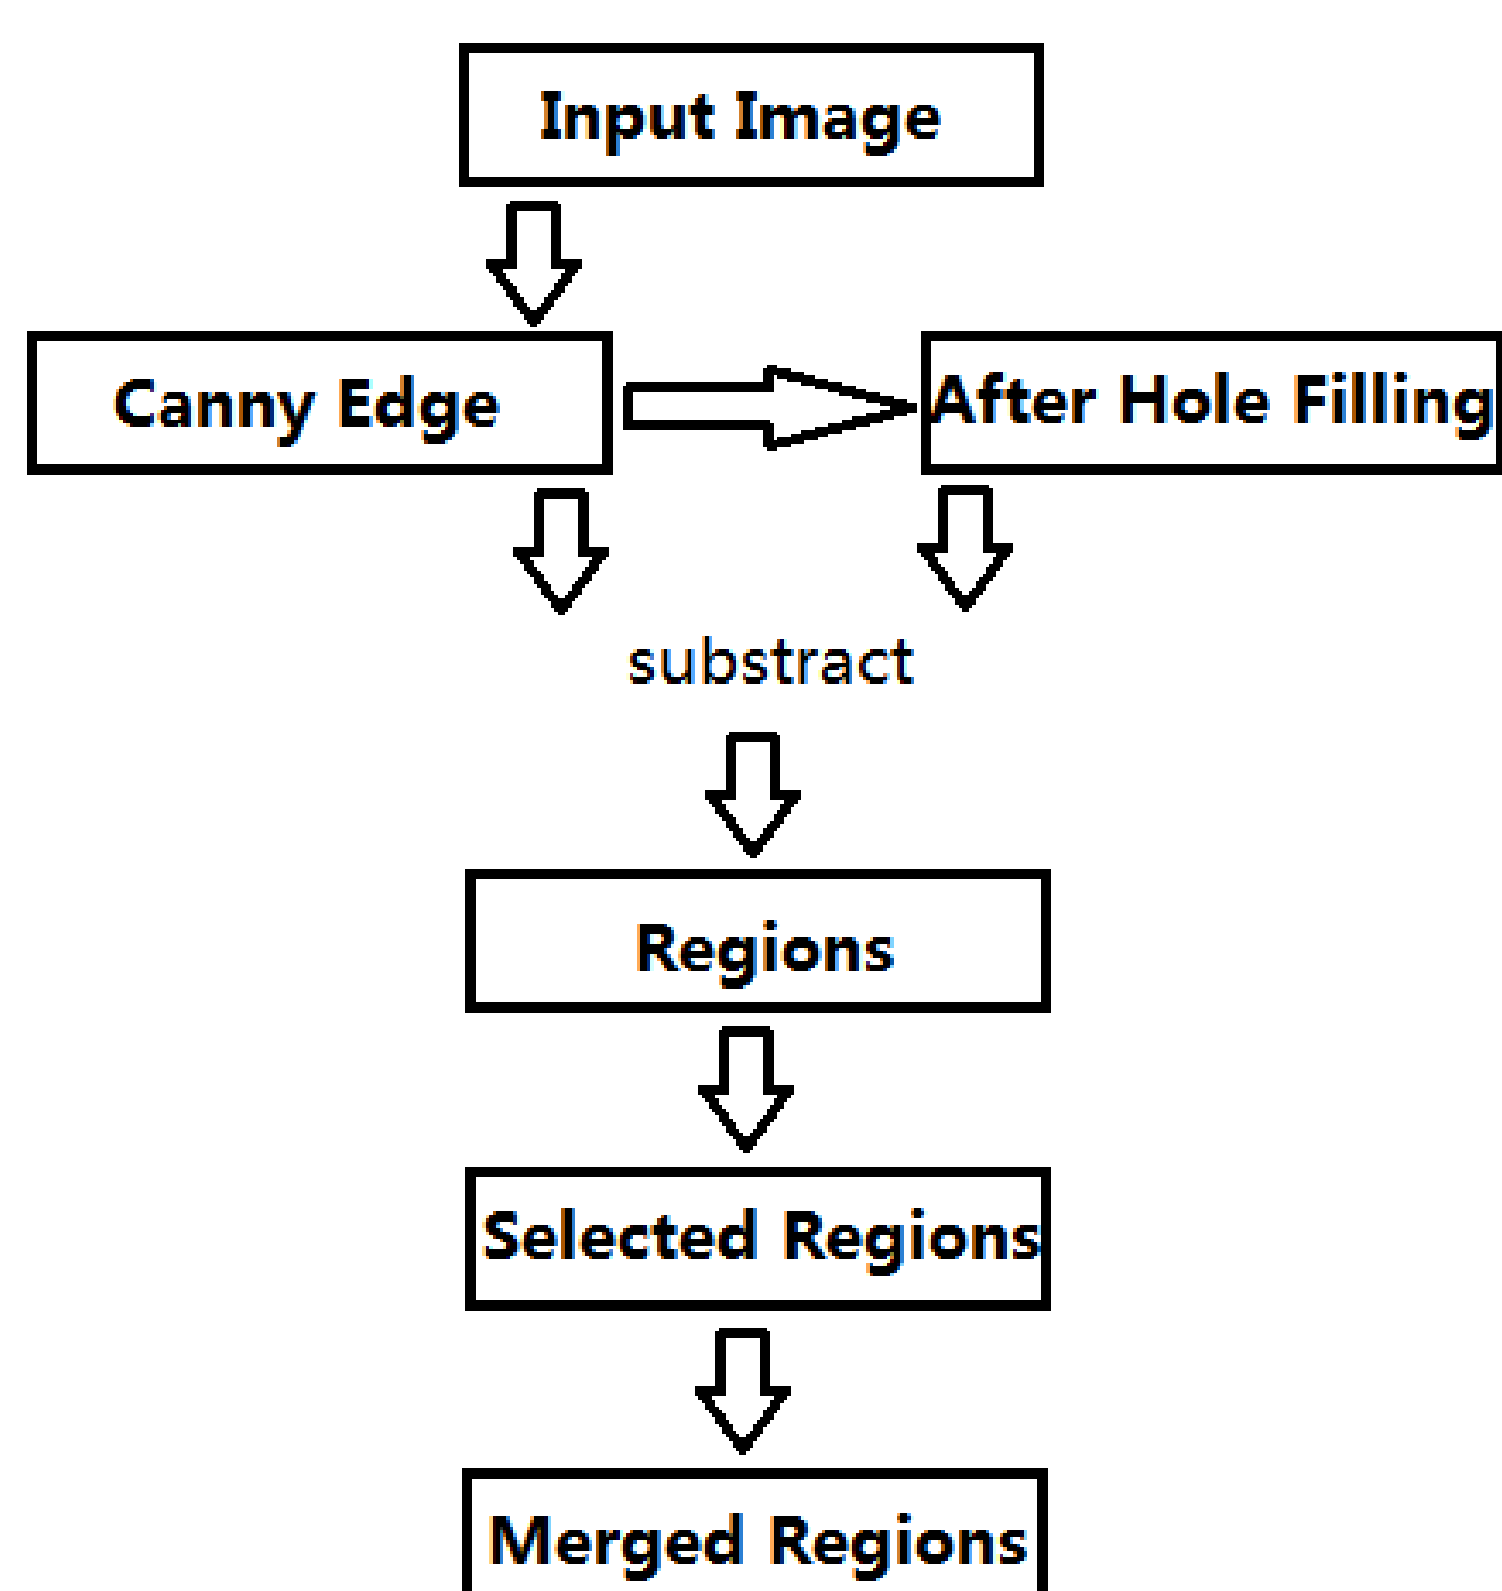 Input Image
Canny Edge
After Hole Filling
substract
Regions
Selected Regions
Merged Regions